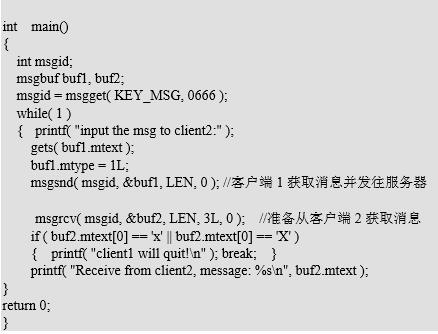 int main()
{
int msgid;
msgbuf buf1, buf2;
msgid = msgget( KEY_MSG, 0666 );
while( 1 )
{ printf( "input the msg to client2:" );
gets( buf1.mtext );
buf1.mtype = 1L;
msgsnd( msgid, &buf1, LEN, 0 ); //客户端 1 获取消息并发往服务器
msgrcv( msgid, &buf2, LEN, 3L, 0 ); //准备从客户端 2 获取消息
if ( buf2.mtext[0] == 'x' || buf2.mtext[0] == 'X' )
{ printf( "client1 will quit!\n" ); break; }
printf( "Receive from client2, message: %s\n", buf2.mtext );
}
return 0;
}